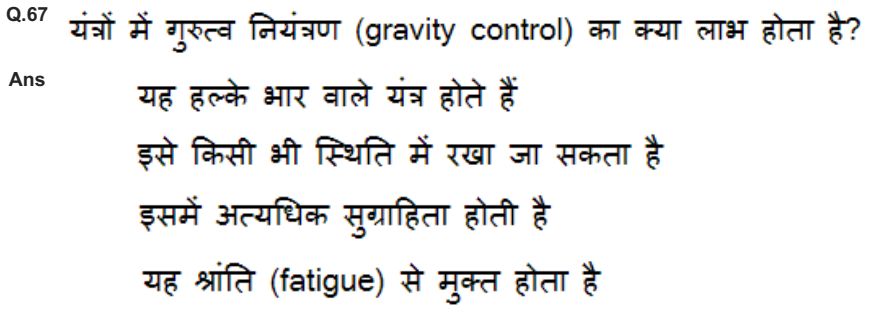 Q.67 यंत्रों में गुरुत्व नियंत्रण (gravity control) का क्या लाभ होता है?
Ans
यह हल्के भार वाले यंत्र होते हैं
इसे किसी भी स्थिति में रखा जा सकता है
इसमें अत्यधिक सुग्राहिता होती है
यह श्रांति (fatigue) से मुक्त होता है